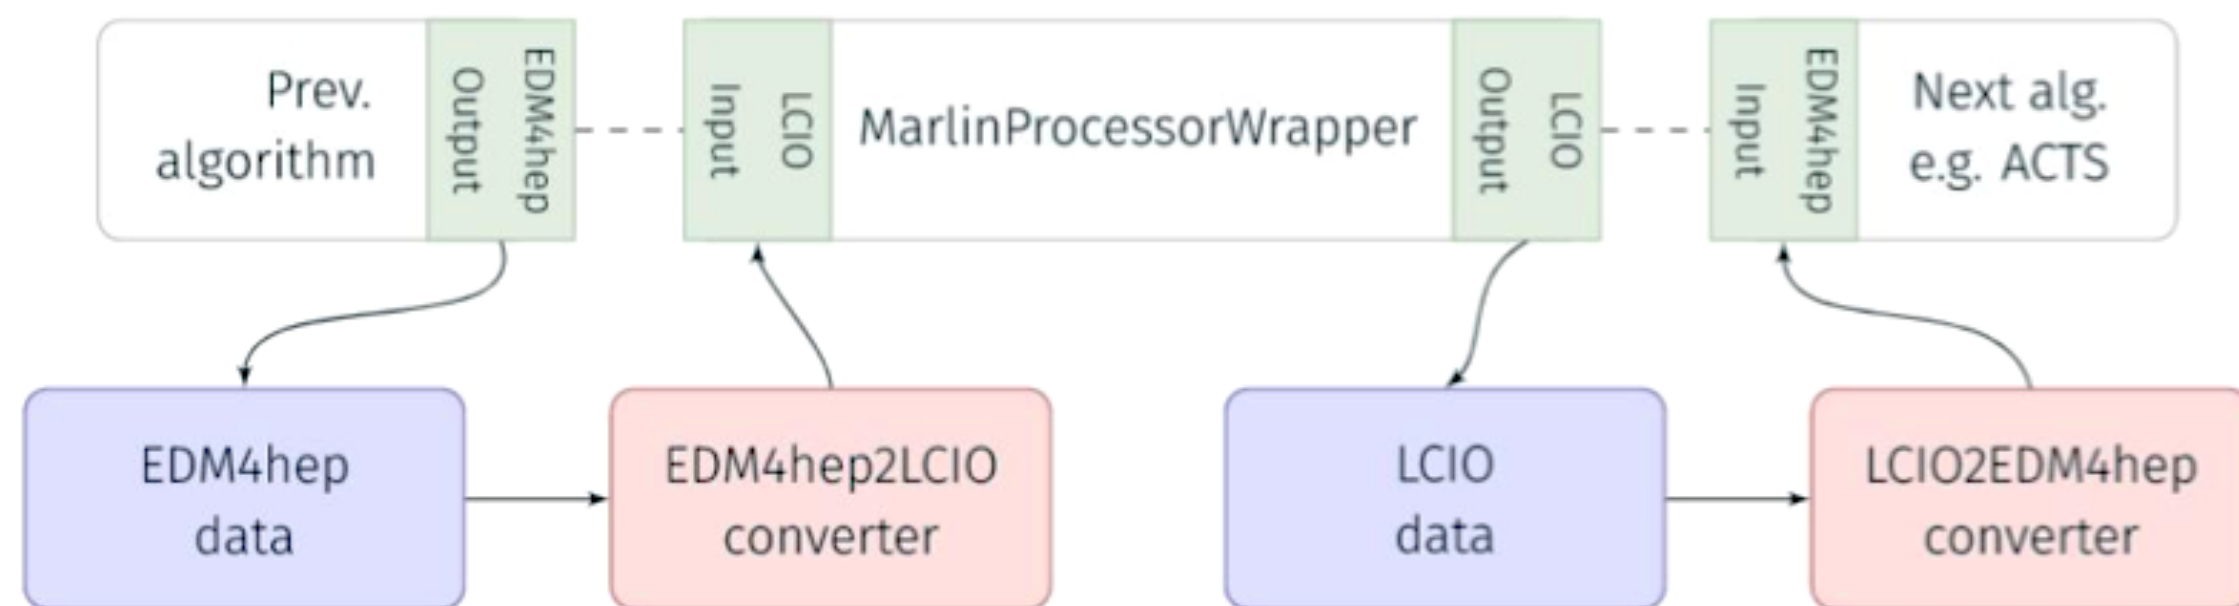 Prev.
algorithm
Output
EDM4hep
Input
LCIO
MarlinProcessorWrapper
Output
LCIO
Input
EDM4hep
Next alg.
e.g. ACTS
EDM4hep
data
EDM4hep2LCIO
converter
LCIO
data
LCIO2EDM4hep
converter